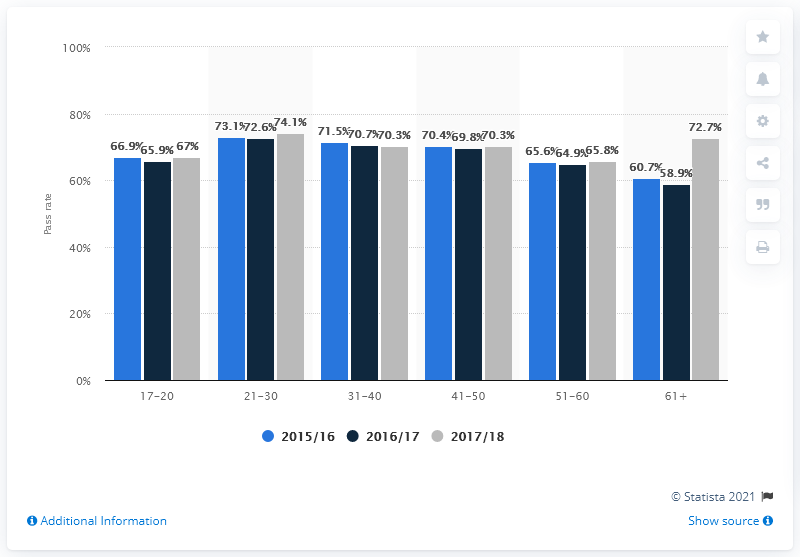 100%
80%
60%
40%
20%
0%
Pass rate
66.9% 65.9% 67%
73.1% 72.6% 74.1%
71.5% 70.7% 70.3%
70.4% 69.8% 70.3%
65.6% 64.9% 65.8%
60.7% 58.9% 72.7%
17-20 21-30 31-40 41-50 51-60 61+
2015/16 2016/17 2017/18
© Statista 2021
Additional Information Show source